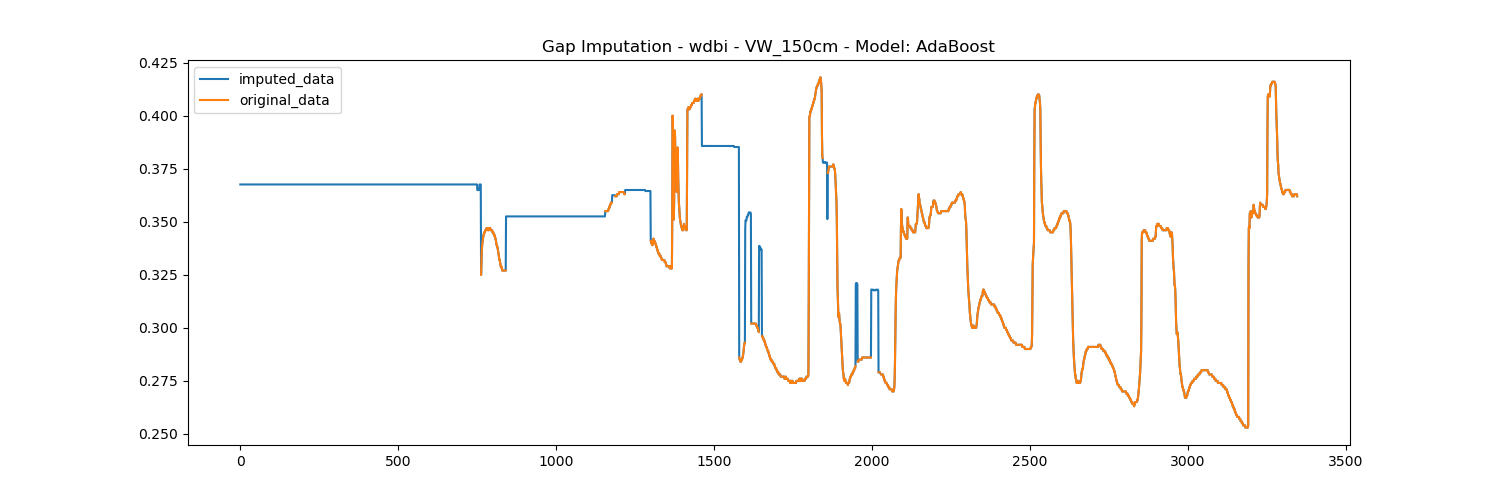 Gap Imputation - wdbi - VW_150cm - Model: AdaBoost
imputed_data
original_data
0.425
0.400
0.375
0.350
0.325
0.300
0.275
0.250
0 500 1000 1500 2000 2500 3000 3500